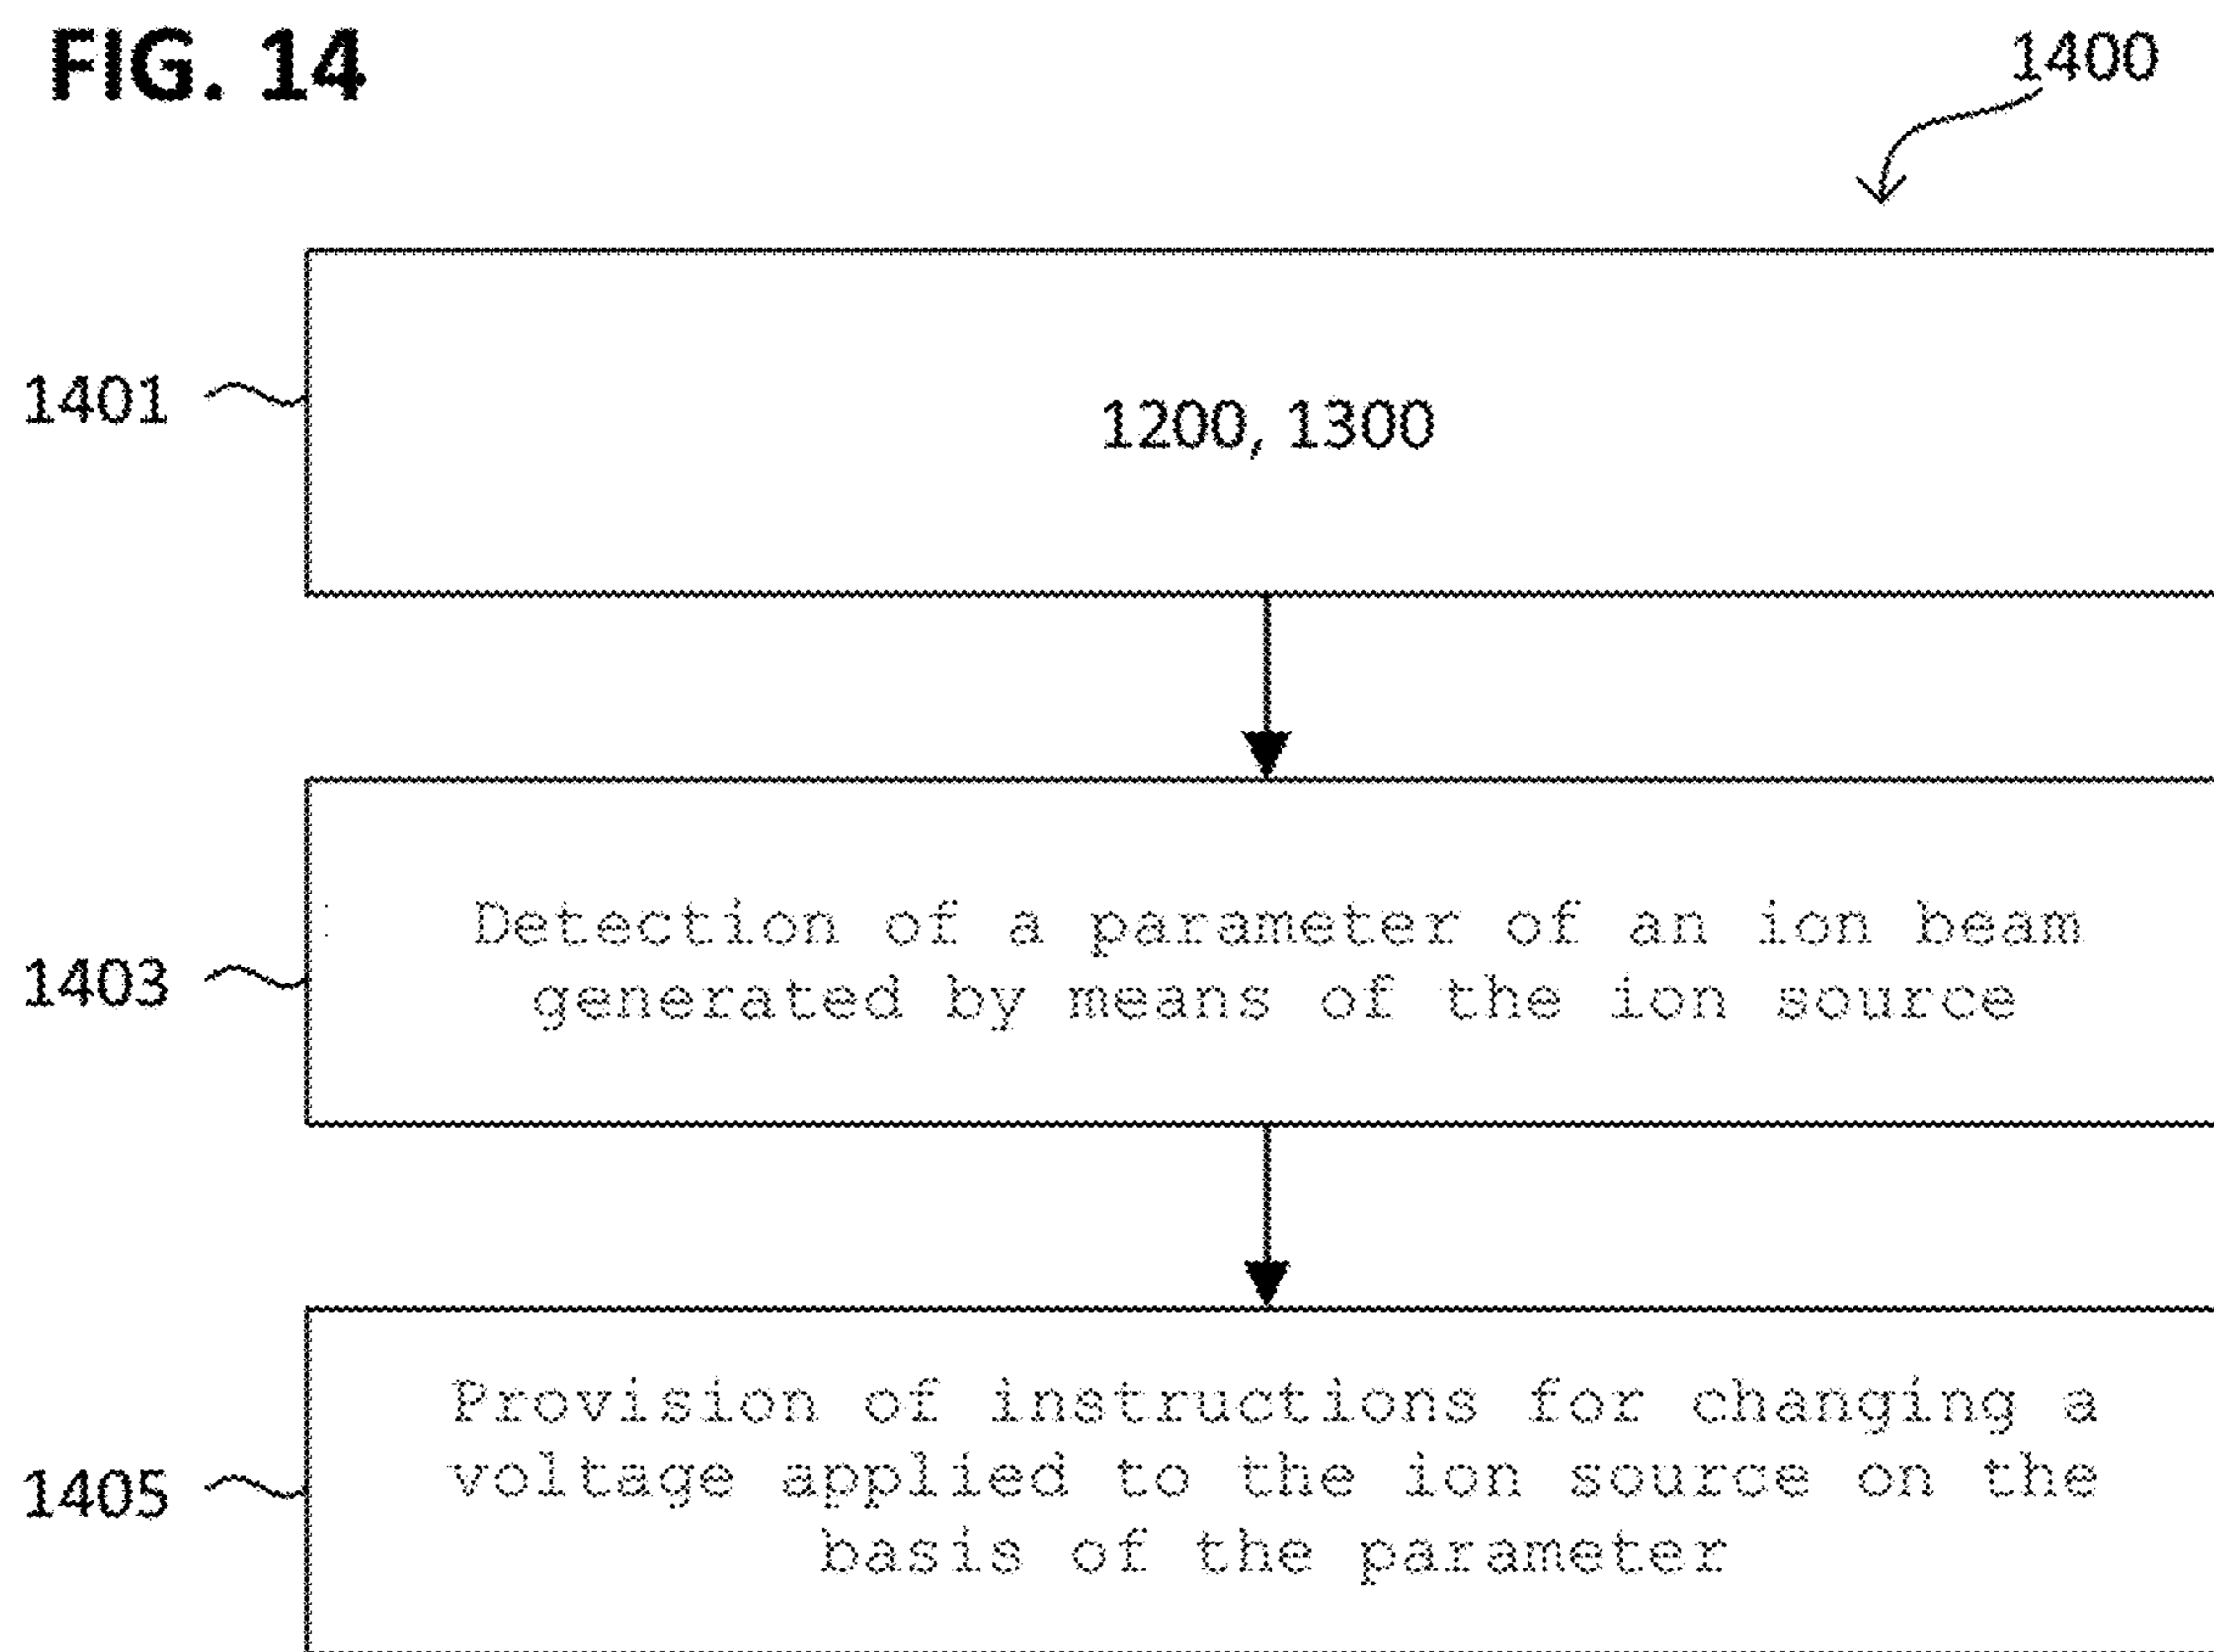 FIG. 14
1400
1401
1200, 1300
1403
Detection of a parameter of an ion beam
generated by means of the ion source
1405
Provision of instructions for changing a
voltage applied to the ion source on the
basis of the parameter